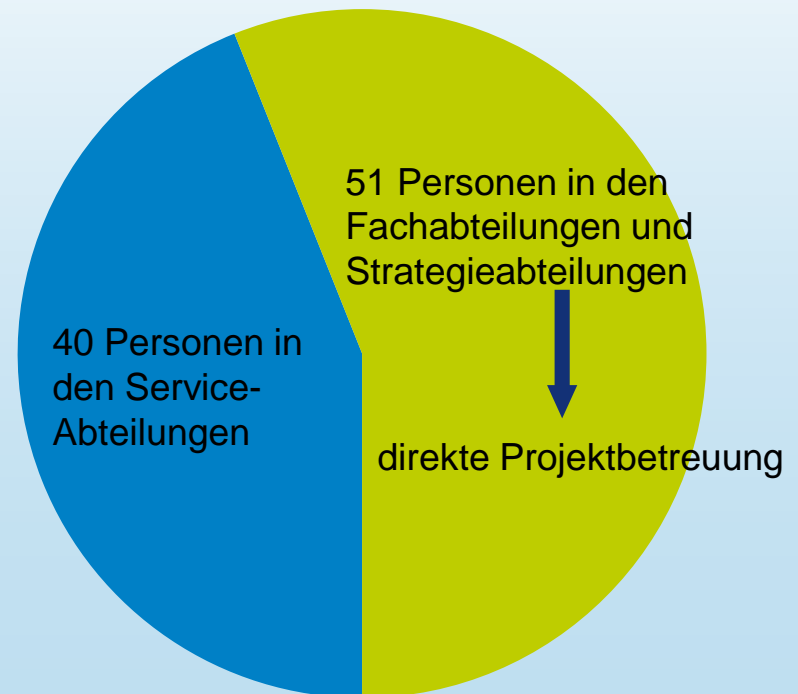 51 Personen in den
Fachabteilungen und
Strategieabteilungen
40 Personen in
den Service-
Abteilungen
direkte Projektbetreuung